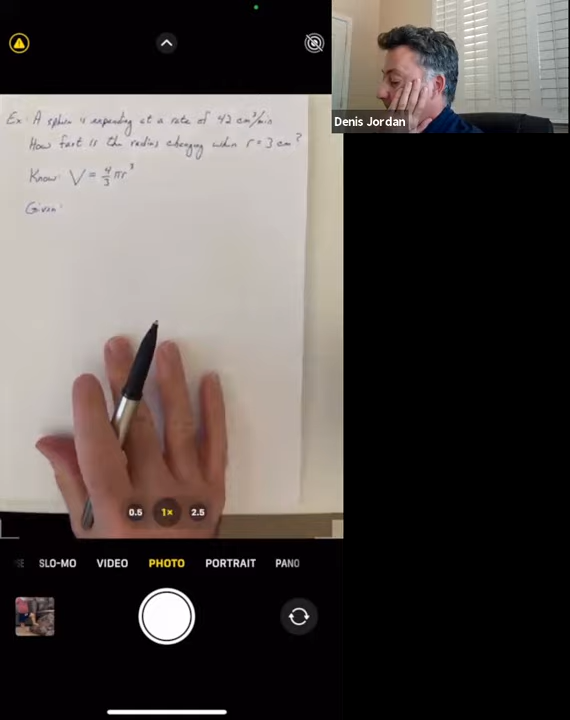 Ex: A sphere is expanding at a rate of 42 cm³/min
How fast is the radius changing when r = 3 cm?
Know: V = 4/3 πr³
Given:
Denis Jordan
0.5 1× 2.5
SLO-MO VIDEO PHOTO PORTRAIT PANO